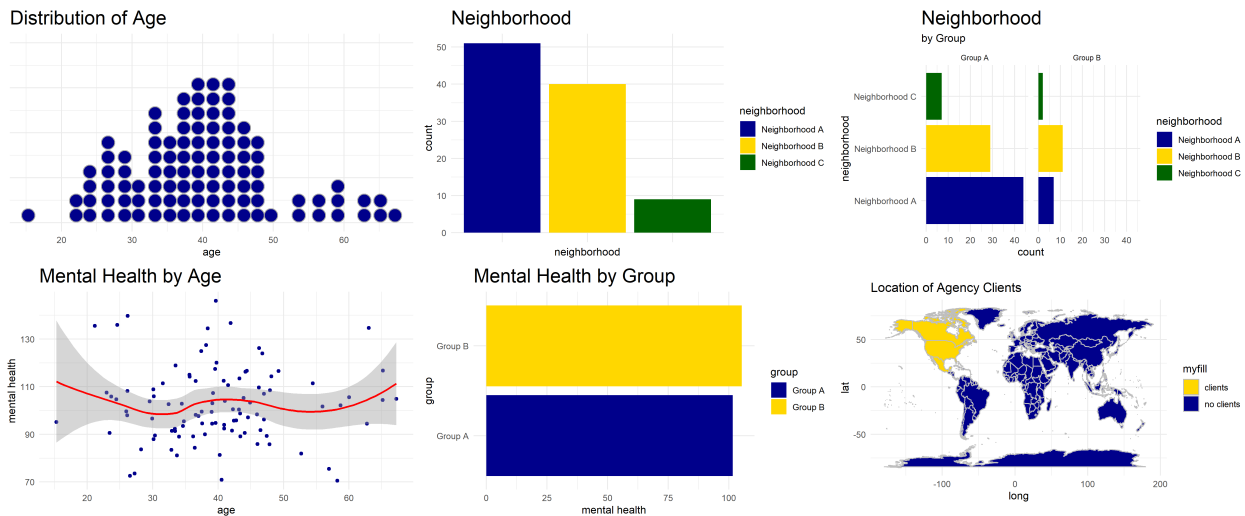 Distribution of Age
20 30 40 50 60
age
Neighborhood
50
40
30
20
10
0
count
neighborhood
neighborhood
Neighborhood A
Neighborhood B
Neighborhood C
Neighborhood
by Group
Group A Group B
Neighborhood C
Neighborhood B
Neighborhood A
neighborhood
0 10 20 30 40 0 10 20 30 40
count
neighborhood
Neighborhood A
Neighborhood B
Neighborhood C
Mental Health by Age
130
110
90
70
mental health
20 30 40 50 60
age
Mental Health by Group
Group B
Group A
group
0 25 50 75 100
mental health
group
Group A
Group B
Location of Agency Clients
50
0
-50
lat
-100 0 100 200
long
myfill
clients
no clients